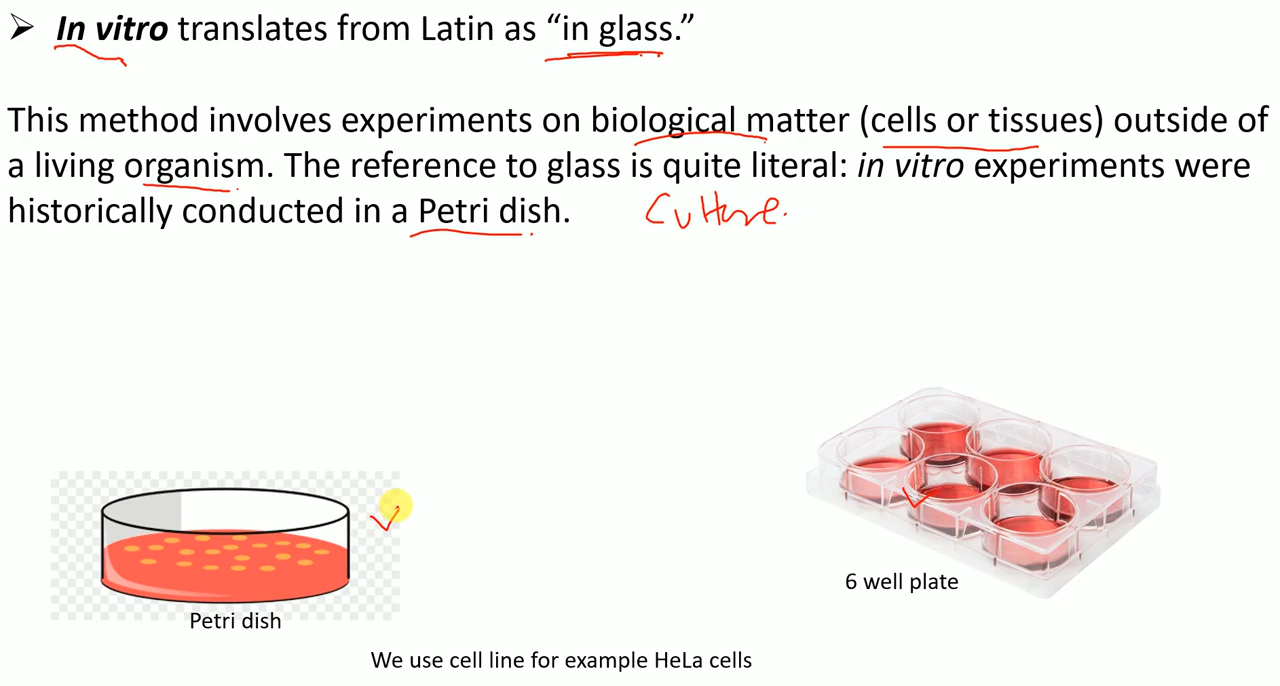 ➢ In vitro translates from Latin as “in glass.”
This method involves experiments on biological matter (cells or tissues) outside of
a living organism. The reference to glass is quite literal: in vitro experiments were
historically conducted in a Petri dish.
Culture.
6 well plate
Petri dish
We use cell line for example HeLa cells